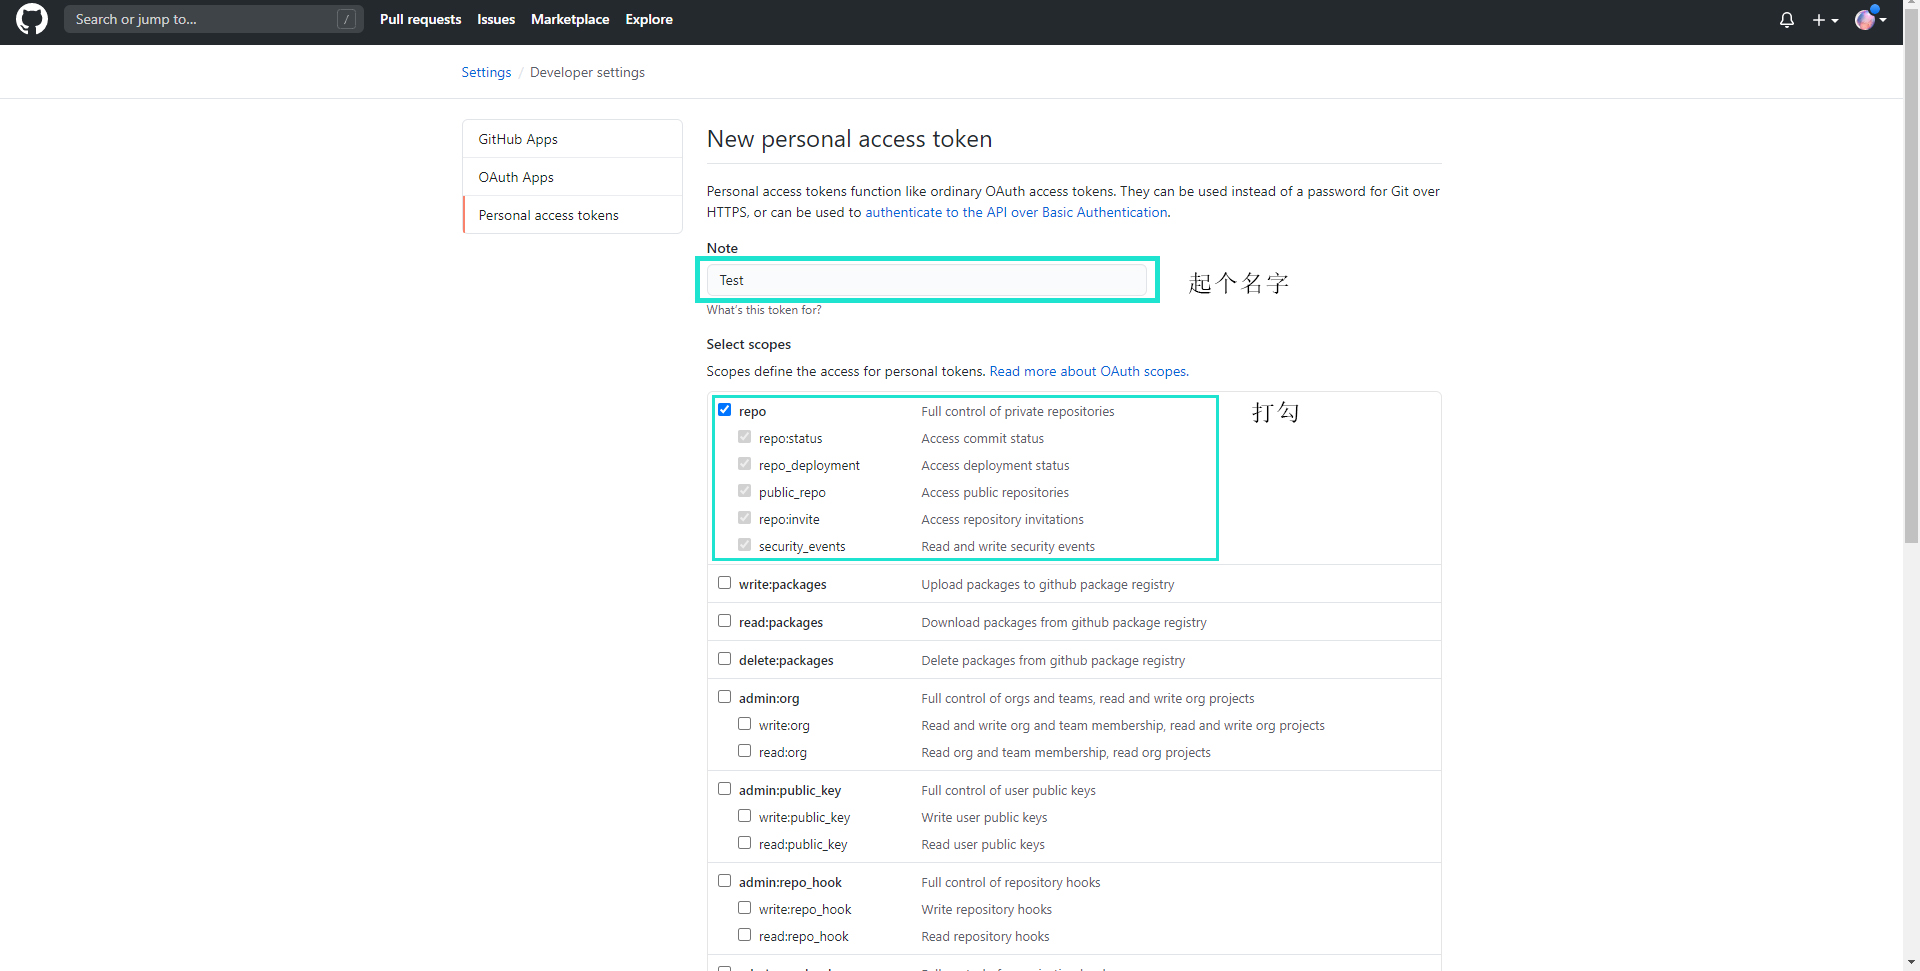 Search or jump to... /
Pull requests Issues Marketplace Explore
Settings / Developer settings
GitHub Apps
OAuth Apps
Personal access tokens
New personal access token
Personal access tokens function like ordinary OAuth access tokens. They can be used instead of a password for Git over
HTTPS, or can be used to authenticate to the API over Basic Authentication.
Note
Test
起个名字
What's this token for?
Select scopes
Scopes define the access for personal tokens. Read more about OAuth scopes.
打勾
repo Full control of private repositories
repo:status Access commit status
repo_deployment Access deployment status
public_repo Access public repositories
repo:invite Access repository invitations
security_events Read and write security events
write:packages Upload packages to github package registry
read:packages Download packages from github package registry
delete:packages Delete packages from github package registry
admin:org Full control of orgs and teams, read and write org projects
write:org Read and write org and team membership, read and write org projects
read:org Read org and team membership, read org projects
admin:public_key Full control of user public keys
write:public_key Write user public keys
read:public_key Read user public keys
admin:repo_hook Full control of repository hooks
write:repo_hook Write repository hooks
read:repo_hook Read repository hooks